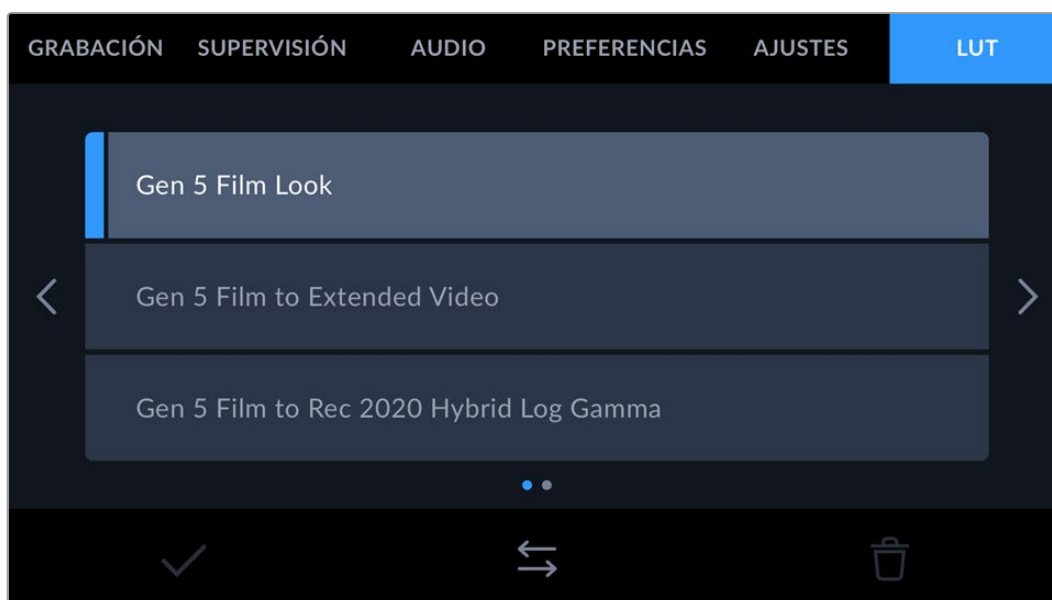 GRABACIÓN SUPERVISIÓN AUDIO PREFERENCIAS AJUSTES LUT
Gen 5 Film Look
Gen 5 Film to Extended Video
Gen 5 Film to Rec 2020 Hybrid Log Gamma